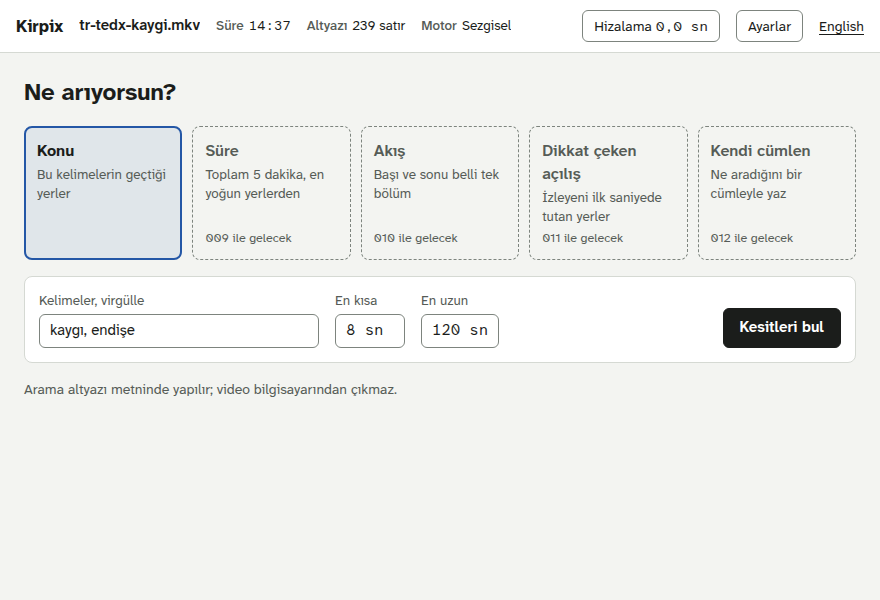 Kirpix tr-tedx-kaygi.mkv Süre 14:37 Altyazı 239 satır Motor Sezgisel Hizalama 0,0 sn Ayarlar English
Ne arıyorsun?
Konu
Bu kelimelerin geçtiği
yerler
Süre
Toplam 5 dakika, en
yoğun yerlerden
009 ile gelecek
Akış
Başı ve sonu belli tek
bölüm
010 ile gelecek
Dikkat çeken
açılış
İzleyeni ilk saniyede
tutan yerler
011 ile gelecek
Kendi cümlen
Ne aradığını bir
cümleyle yaz
012 ile gelecek
Kelimeler, virgülle En kısa En uzun
kaygı, endişe 8 sn 120 sn Kesitleri bul
Arama altyazı metninde yapılır; video bilgisayarından çıkmaz.